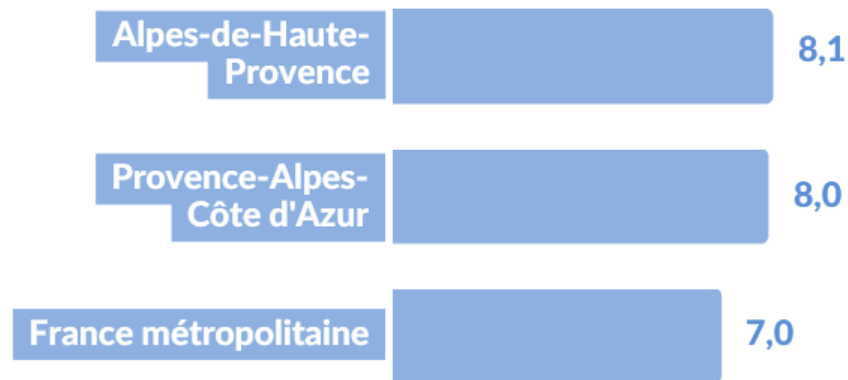 Alpes-de-Haute-
Provence
8,1
Provence-Alpes-
Côte d'Azur
8,0
France métropolitaine
7,0